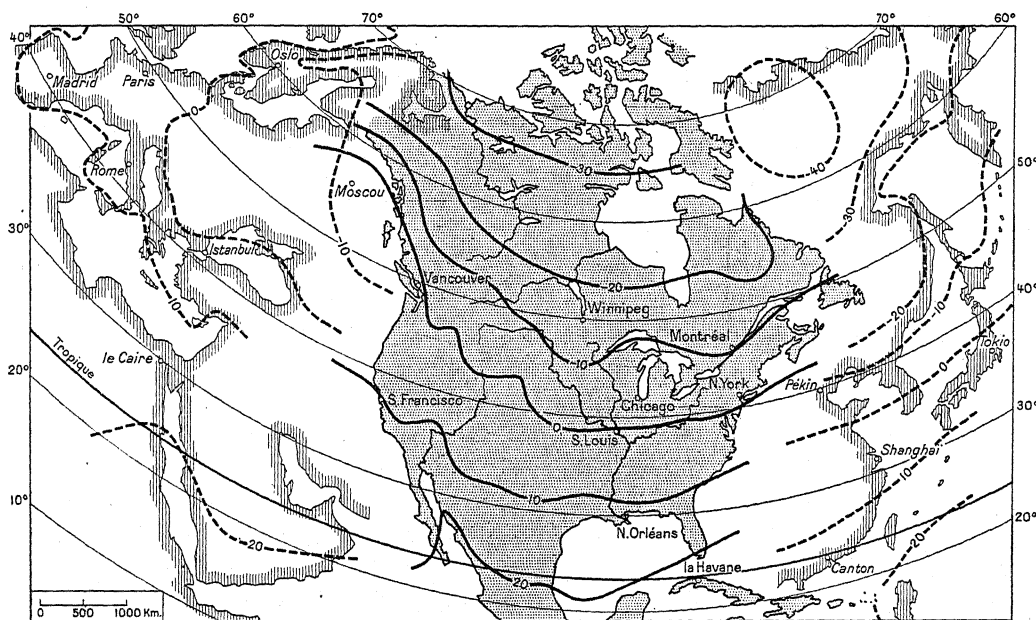 50° 60° 70° 70° 60°
40°
Oslo
Madrid Paris
0
-40
-30
50°
Rome
Moscou
-30
30°
Istanbul
-10
Vancouver
40°
-10
-20
-20
Winnipeg
-10
Montréal
Tokio
0
Tropique
le Caire
-10
20°
N.York
Pékin
S. Francisco
Chicago
30°
0
S. Louis
Shanghai
10
10°
10
20°
N. Orléans
20
20
la Havane
Canton
20
0 500 1000 Km.